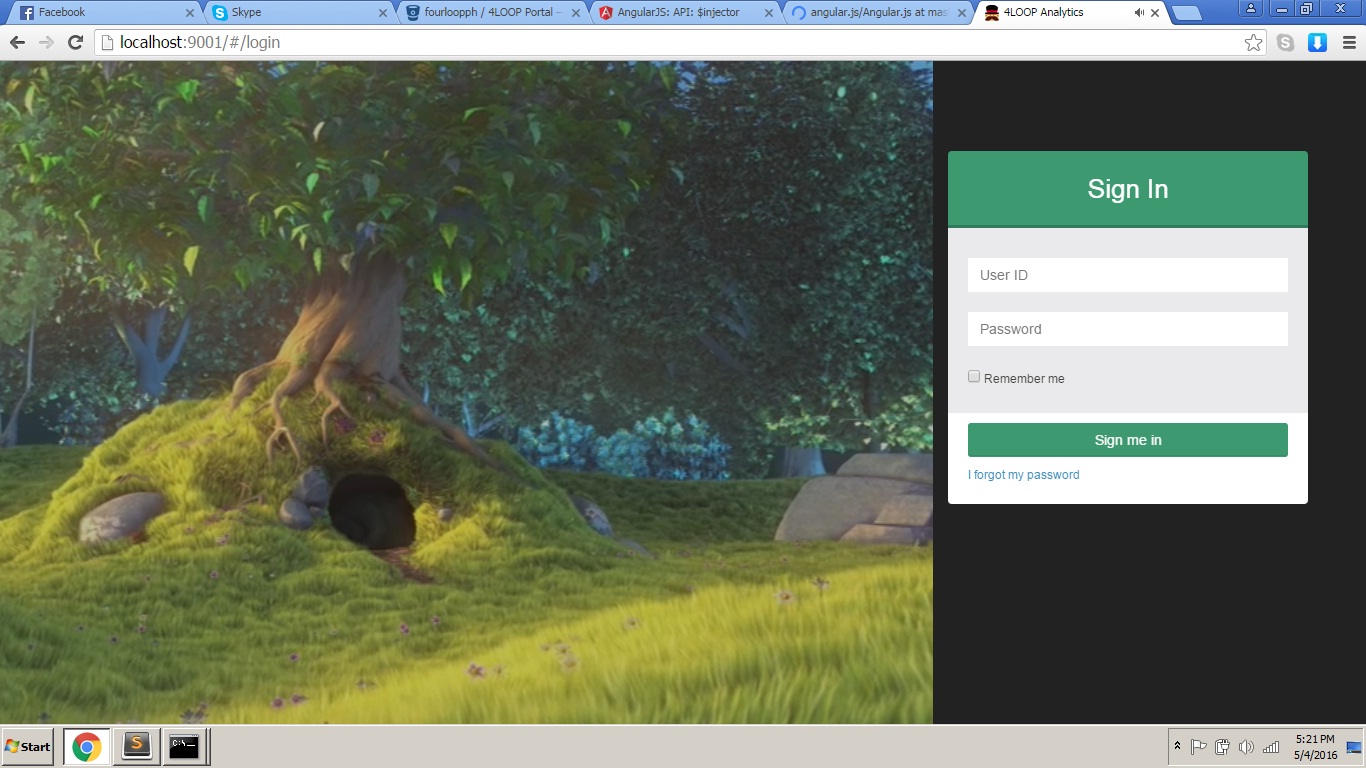 Facebook
Skype
fourloopph / 4LOOP Portal —
AngularJS: API: $injector
angular.js/Angular.js at mas
4LOOP Analytics
localhost:9001/#/login
Sign In
User ID
Password
Remember me
Sign me in
I forgot my password
Start
C:\
5:21 PM
5/4/2016